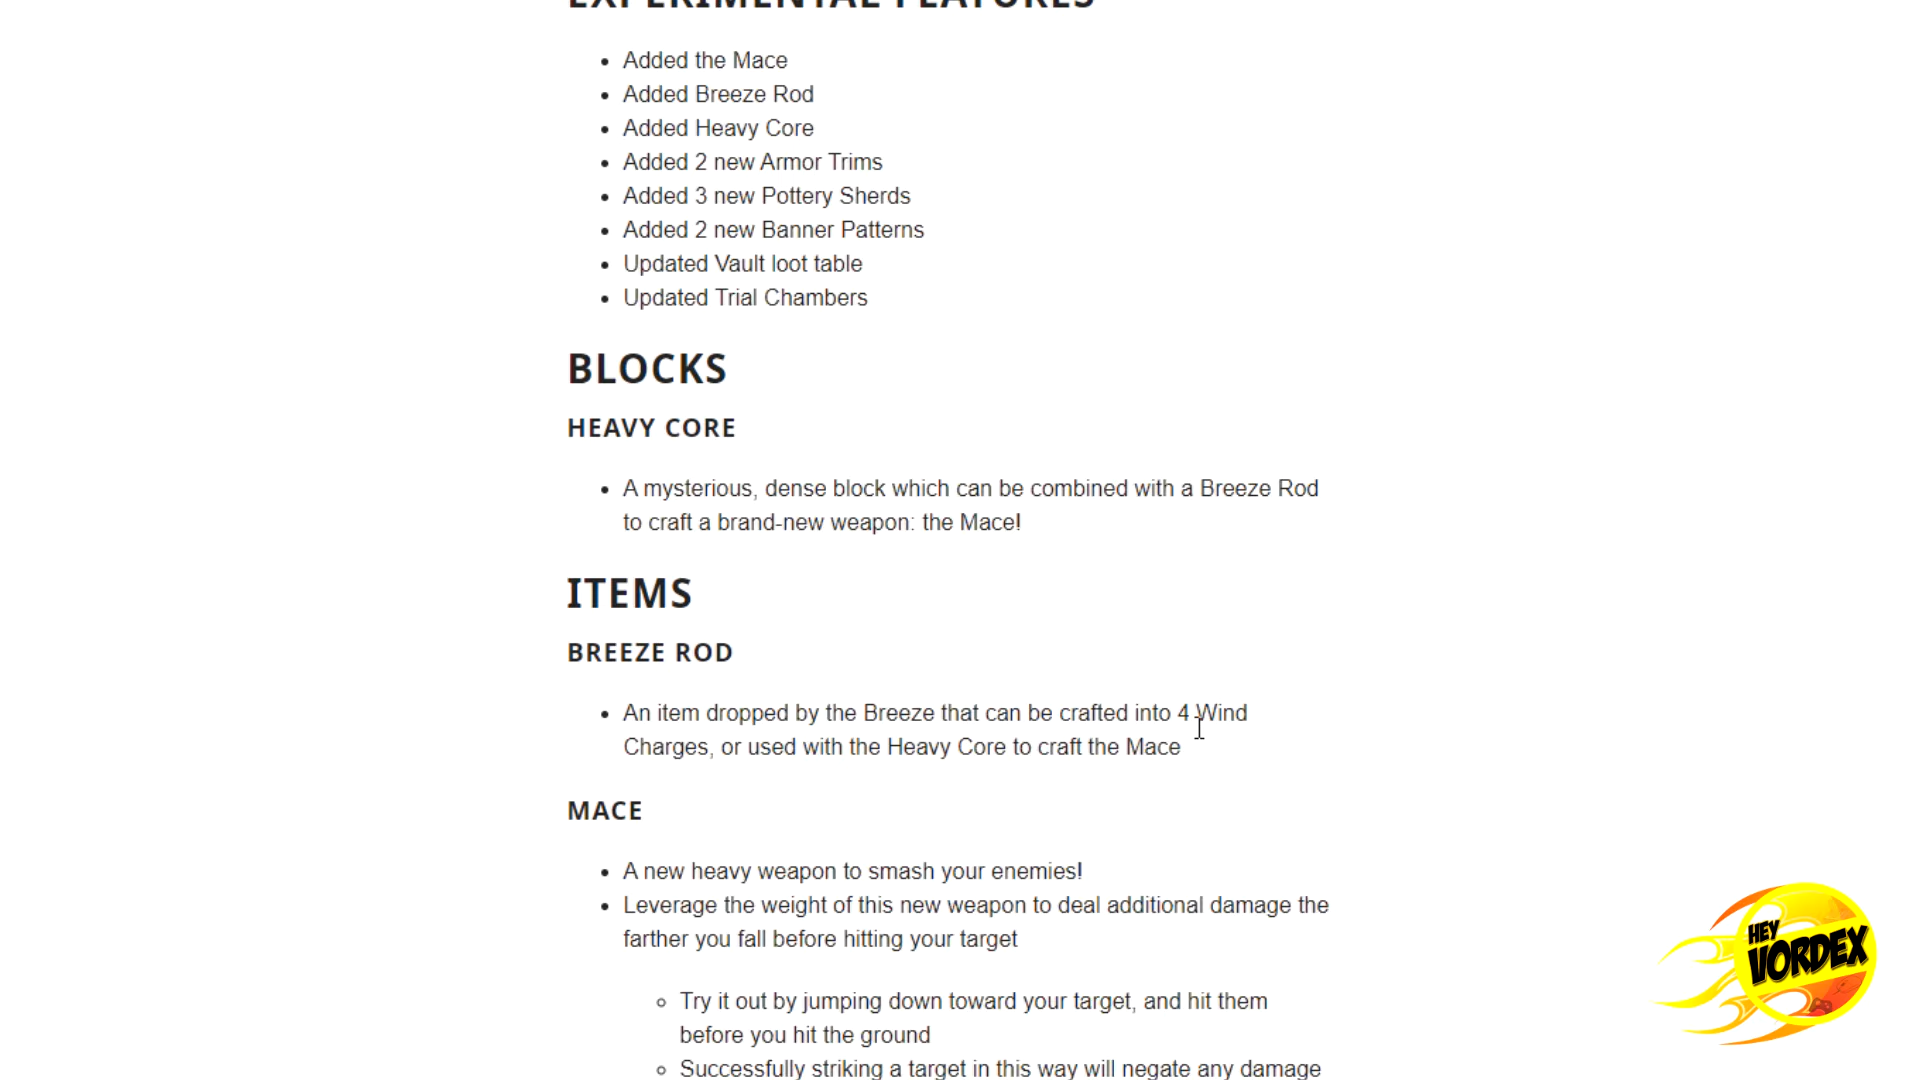 EXPERIMENTAL FEATURES
• Added the Mace
• Added Breeze Rod
• Added Heavy Core
• Added 2 new Armor Trims
• Added 3 new Pottery Sherds
• Added 2 new Banner Patterns
• Updated Vault loot table
• Updated Trial Chambers
BLOCKS
HEAVY CORE
• A mysterious, dense block which can be combined with a Breeze Rod
to craft a brand-new weapon: the Mace!
ITEMS
BREEZE ROD
• An item dropped by the Breeze that can be crafted into 4 Wind
Charges, or used with the Heavy Core to craft the Mace
MACE
• A new heavy weapon to smash your enemies!
• Leverage the weight of this new weapon to deal additional damage the
farther you fall before hitting your target
◦ Try it out by jumping down toward your target, and hit them
before you hit the ground
◦ Successfully striking a target in this way will negate any damage
HEY
VORDEX